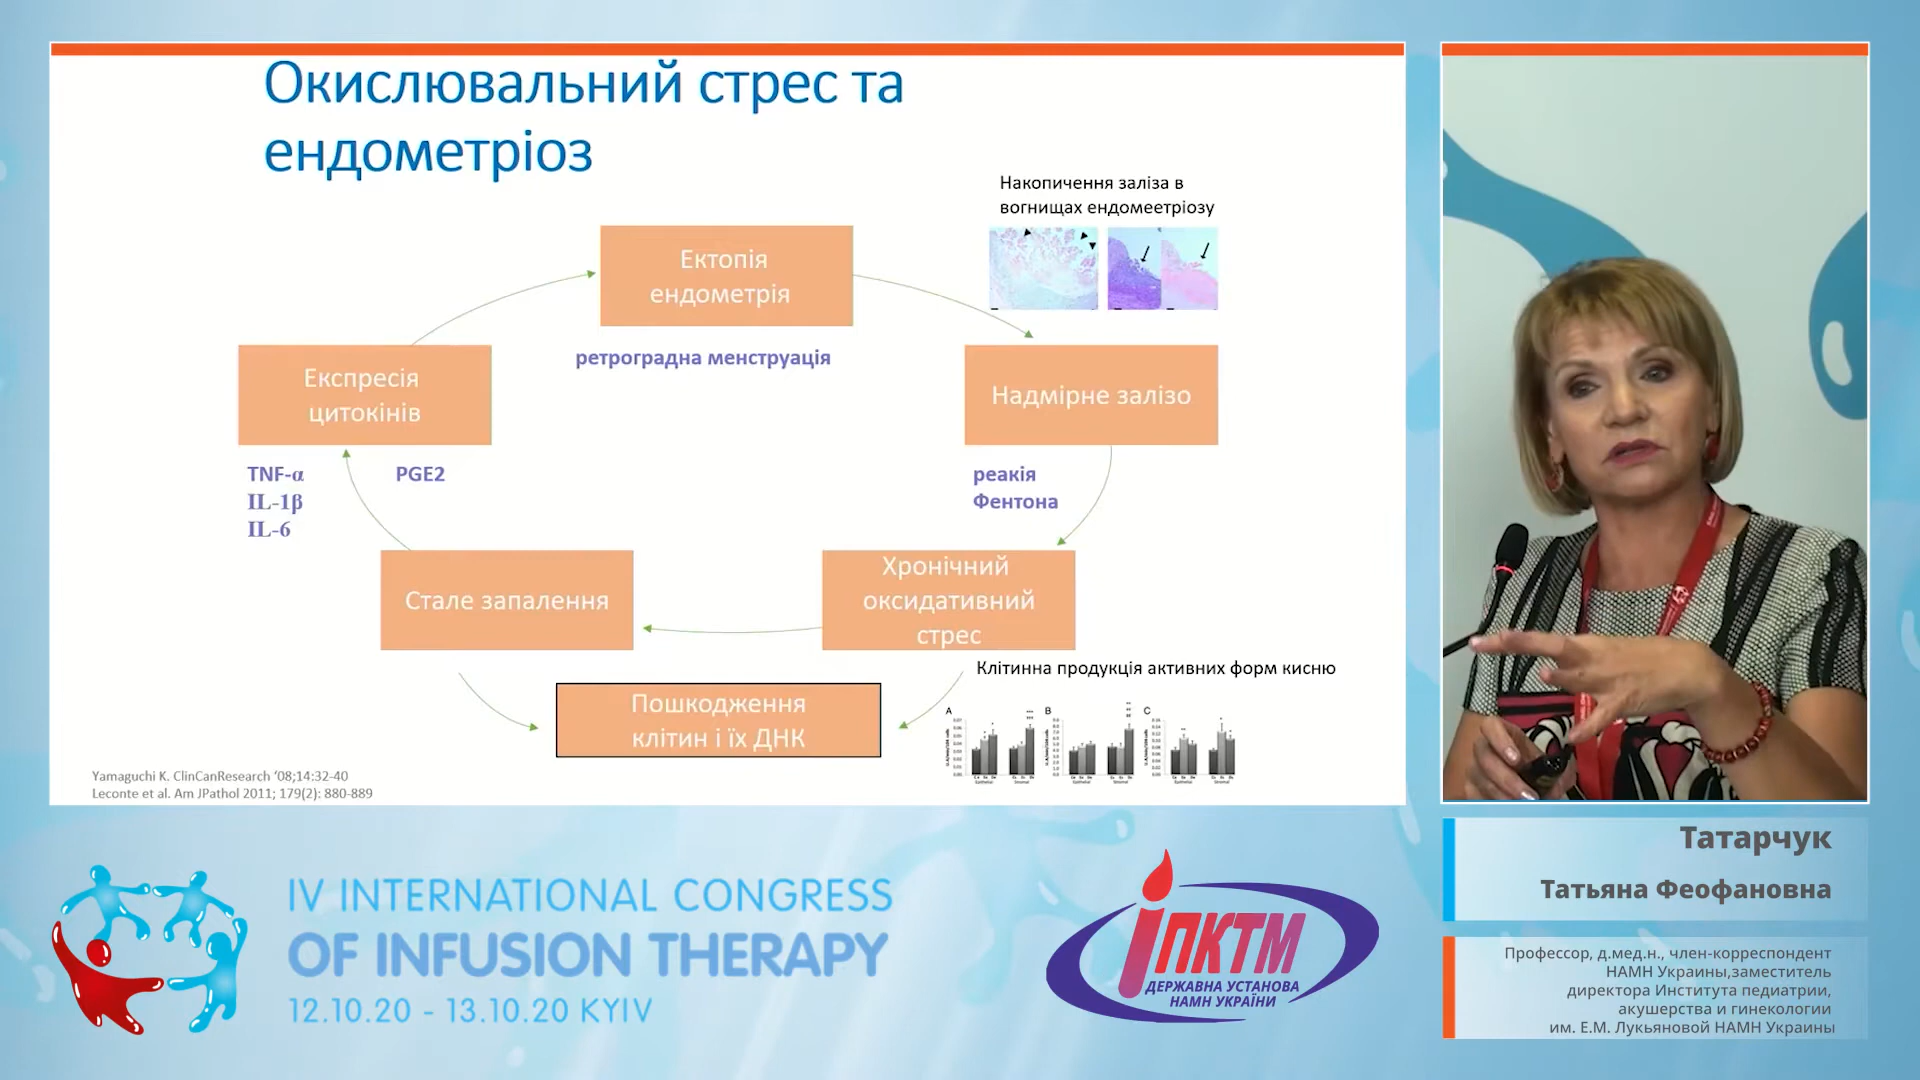 Окислювальний стрес та
ендометріоз
Накопичення заліза в
вогнищах ендомеетріозу
Ектопія
ендометрія
ретроградна менструація
Експресія
цитокінів
Надмірне залізо
TNF-α
IL-1β
IL-6
PGE2
реакія
Фентона
Стале запалення
Хронічний
оксидативний
стрес
Клітинна продукція активних форм кисню
Пошкодження
клітин і їх ДНК
A
B
C
Yamaguchi K. ClinCanResearch ‘08;14:32-40
Leconte et al. Am JPathol 2011; 179(2): 880-889
Татарчук
Татьяна Феофановна
Профессор, д.мед.н., член-корреспондент
НАМН Украины,заместитель
директора Института педиатрии,
акушерства и гинекологии
им. Е.М. Лукьяновой НАМН Украины
IV INTERNATIONAL CONGRESS
OF INFUSION THERAPY
12.10.20 - 13.10.20 KYIV
ІПКТМ
ДЕРЖАВНА УСТАНОВА
НАМН УКРАЇНИ